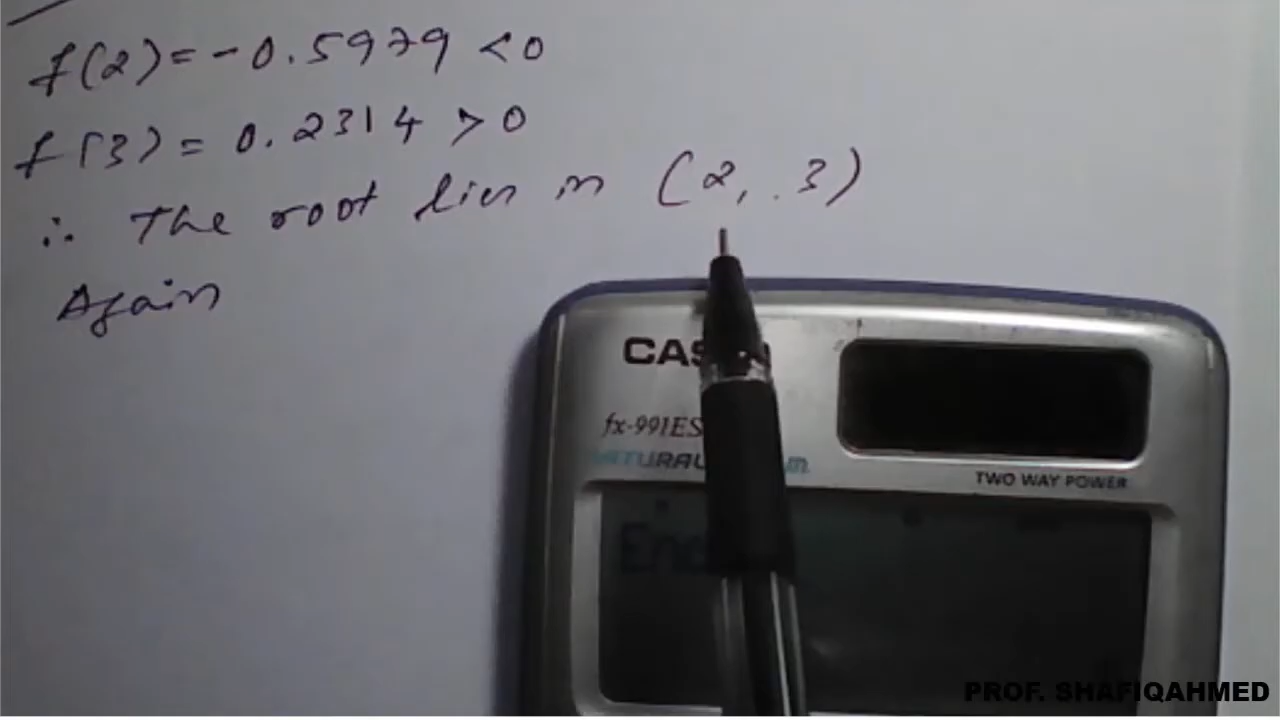 f(2) = -0.5979 < 0
f(3) = 0.2314 > 0
∴ The root lies in (2, 3)
Again
CAS
fx-991ES
NATURAL
TWO WAY POWER
PROF. SHAFIQAHMED